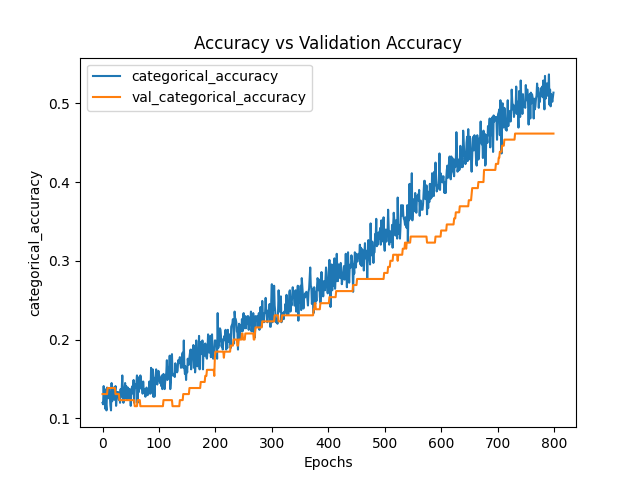 Accuracy vs Validation Accuracy
categorical_accuracy
val_categorical_accuracy
0.5
0.4
0.3
0.2
0.1
categorical_accuracy
0 100 200 300 400 500 600 700 800
Epochs